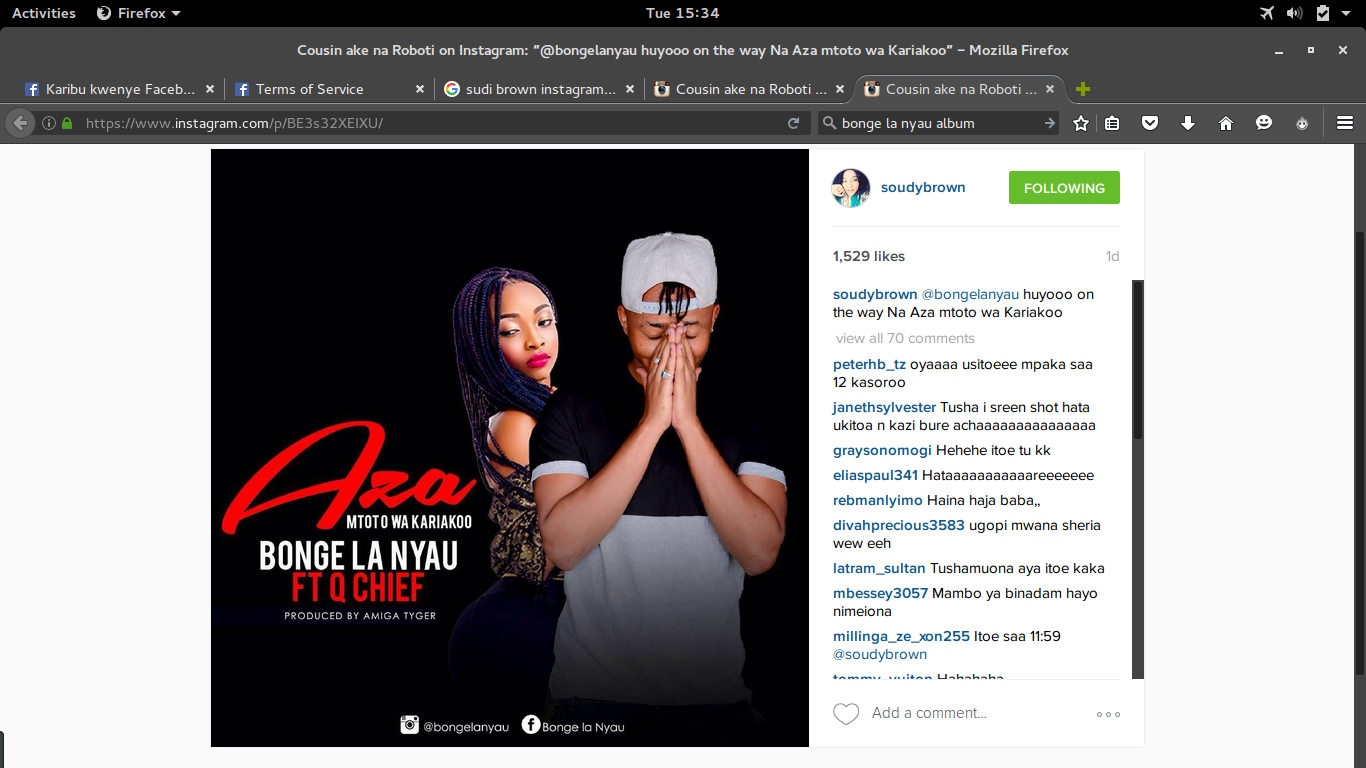 Activities
Firefox
Tue 15:34
Cousin ake na Roboti on Instagram: “@bongelanyau huyooo on the way Na Aza mtoto wa Kariakoo” – Mozilla Firefox
Karibu kwenye Faceb...
Terms of Service
sudi brown instagram...
Cousin ake na Roboti ...
Cousin ake na Roboti ...
https://www.instagram.com/p/BE3s32XEIXU/
bonge la nyau album
Aza
MTOTO WA KARIAKOO
BONGE LA NYAU
FT Q CHIEF
PRODUCED BY AMIGA TYGER
@bongelanyau
Bonge la Nyau
soudybrown
FOLLOWING
1,529 likes
1d
soudybrown @bongelanyau huyooo on
the way Na Aza mtoto wa Kariakoo
view all 70 comments
peterhb_tz oyaaaa usitoeee mpaka saa
12 kasoroo
janethsylvester Tusha i sreen shot hata
ukitoa n kazi bure achaaaaaaaaaaaaaaa
graysonomogi Hehehe itoe tu kk
eliaspaul341 Hataaaaaaaaaaareeeeeee
rebmanlyimo Haina haja baba,,
divahprecious3583 ugopi mwana sheria
wew eeh
latram_sultan Tushamuona aya itoe kaka
mbessey3057 Mambo ya binadam hayo
nimeiona
millinga_ze_xon255 Itoe saa 11:59
@soudybrown
Add a comment...